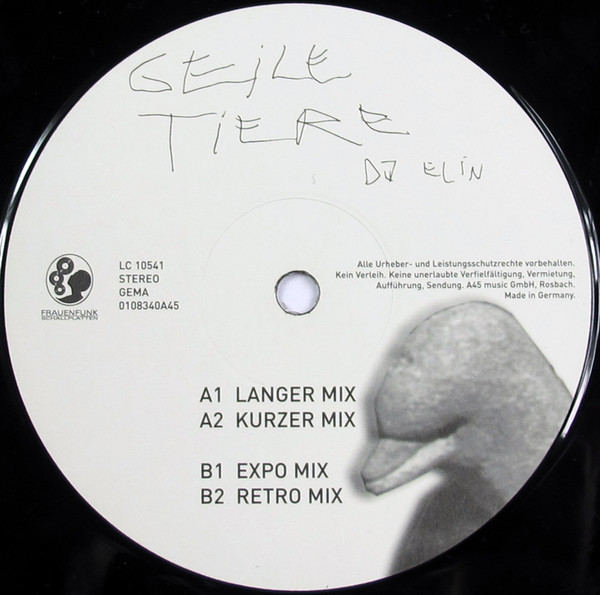 GEILE
TIERE
DJ ELIN
LC 10541
STEREO
GEMA
0108340A45
FRAUENFUNK
SCHALLPLATTEN
Alle Urheber- und Leistungsschutzrechte vorbehalten.
Kein Verleih. Keine unerlaubte Verfielfältigung, Vermietung,
Aufführung, Sendung. A45 music GmbH, Rosbach.
Made in Germany.
A1 LANGER MIX
A2 KURZER MIX
B1 EXPO MIX
B2 RETRO MIX